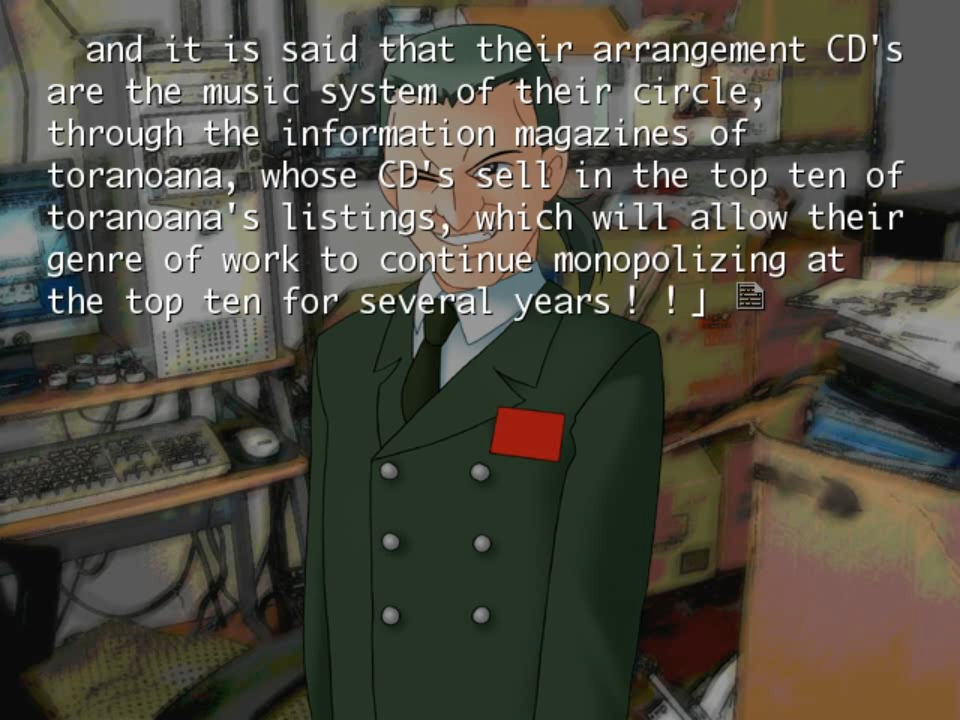 and it is said that their arrangement CD's
are the music system of their circle,
through the information magazines of
toranoana, whose CD's sell in the top ten of
toranoana's listings, which will allow their
genre of work to continue monopolizing at
the top ten for several years！！」